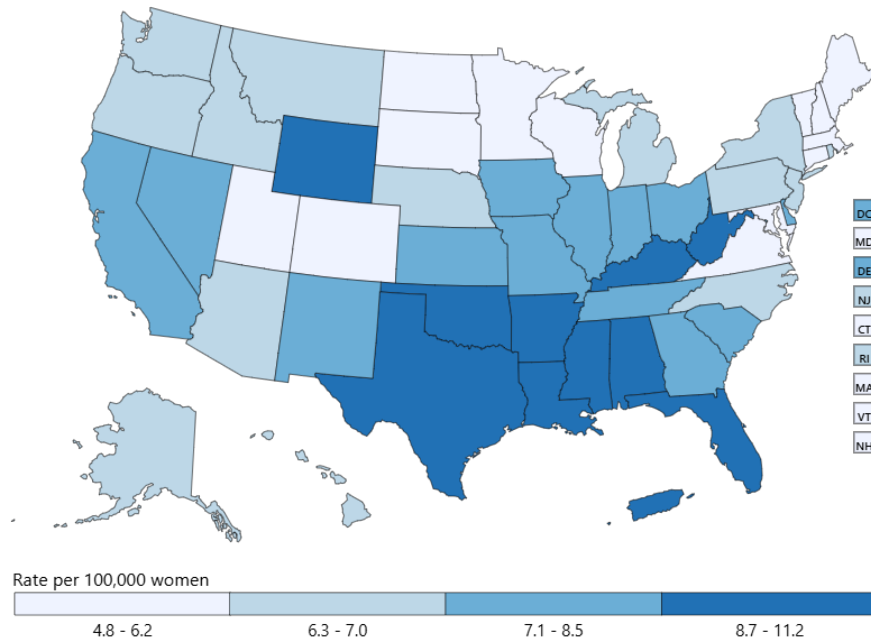 DC
MD
DE
NJ
CT
RI
MA
VT
NH
Rate per 100,000 women
4.8 - 6.2
6.3 - 7.0
7.1 - 8.5
8.7 - 11.2